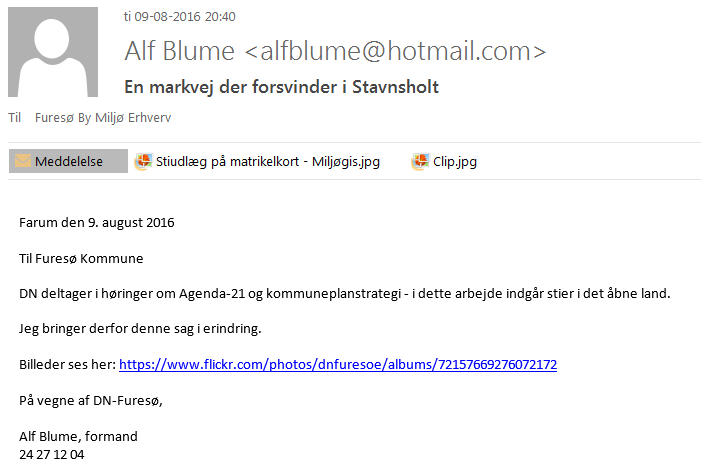 ti 09-08-2016 20:40
Alf Blume <alfblume@hotmail.com>
En markvej der forsvinder i Stavnsholt
Til Furesø By Miljø Erhverv
Meddelelse Stiudlæg på matrikelkort - Miljøgis.jpg Clip.jpg
Farum den 9. august 2016
Til Furesø Kommune
DN deltager i høringer om Agenda-21 og kommuneplanstrategi - i dette arbejde indgår stier i det åbne land.
Jeg bringer derfor denne sag i erindring.
Billeder ses her: https://www.flickr.com/photos/dnfuresoe/albums/72157669276072172
På vegne af DN-Furesø,
Alf Blume, formand
24 27 12 04